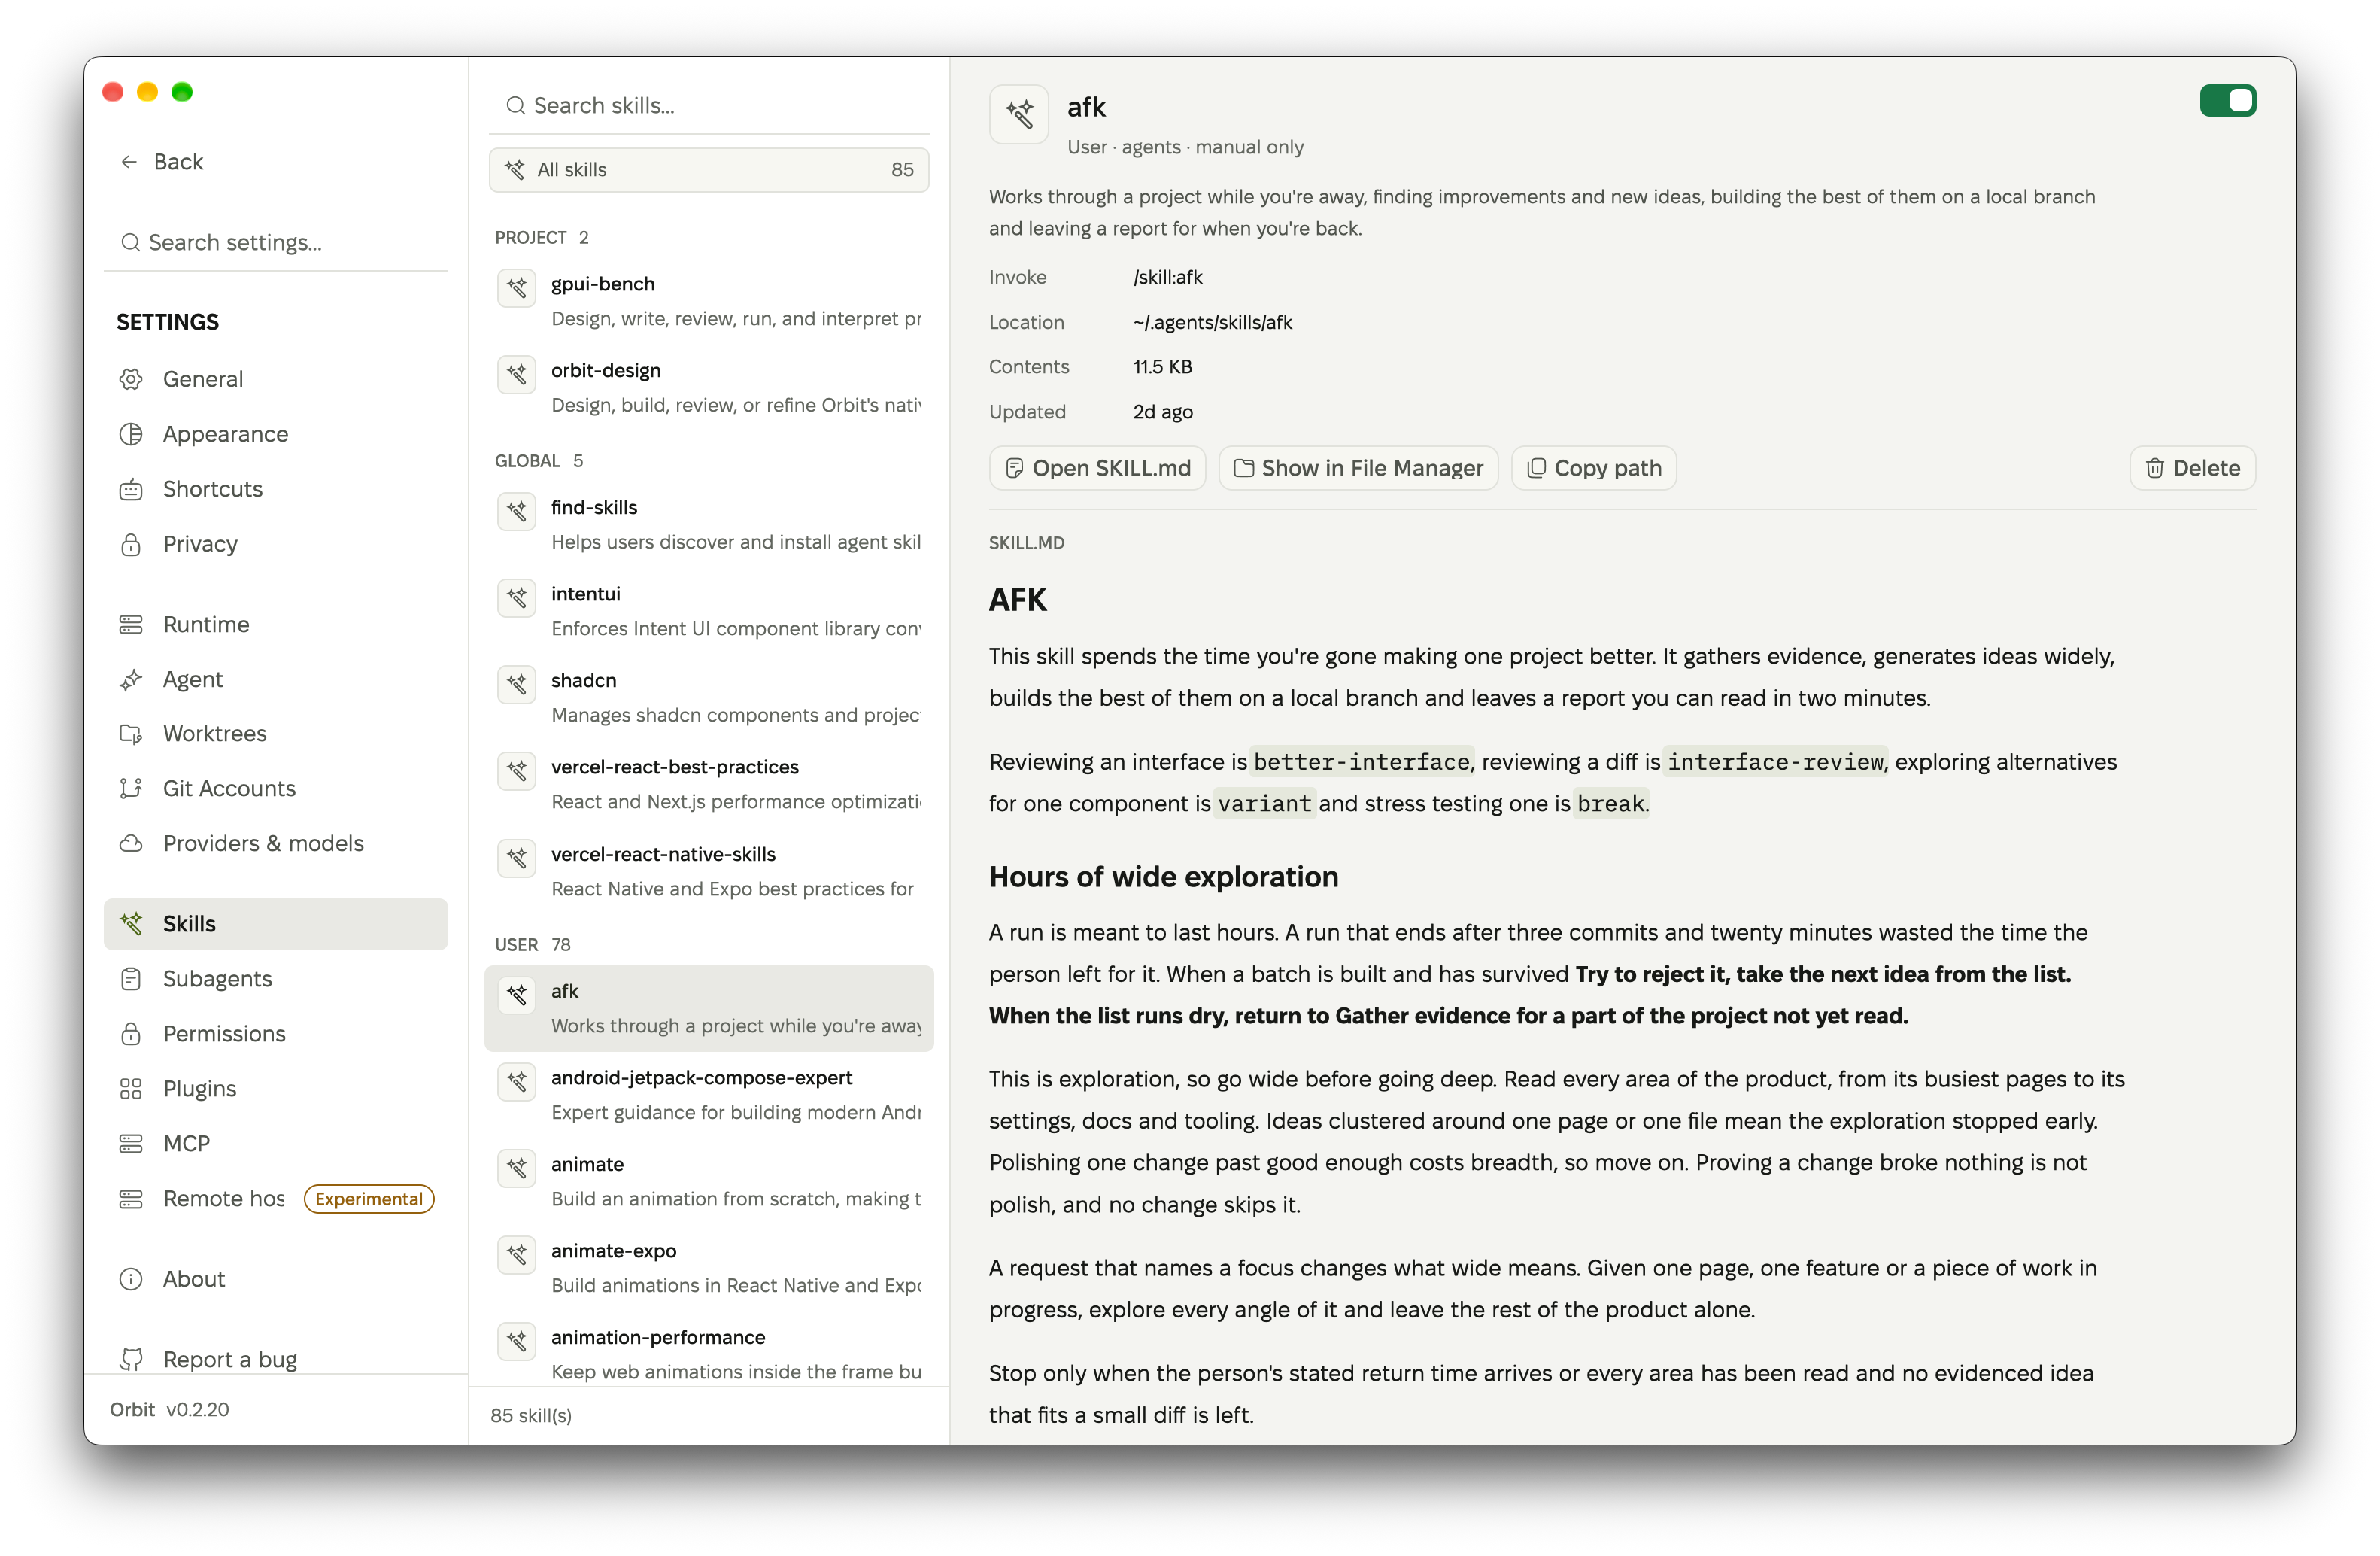 Back
Search settings...
SETTINGS
General
Appearance
Shortcuts
Privacy
Runtime
Agent
Worktrees
Git Accounts
Providers & models
Skills
Subagents
Permissions
Plugins
MCP
Remote hos Experimental
About
Report a bug
Orbit v0.2.20
Search skills...
All skills 85
PROJECT 2
gpui-bench
Design, write, review, run, and interpret pr
orbit-design
Design, build, review, or refine Orbit's nativ
GLOBAL 5
find-skills
Helps users discover and install agent skil
intentui
Enforces Intent UI component library conv
shadcn
Manages shadcn components and project
vercel-react-best-practices
React and Next.js performance optimizatio
vercel-react-native-skills
React Native and Expo best practices for
USER 78
afk
Works through a project while you're away
android-jetpack-compose-expert
Expert guidance for building modern Andr
animate
Build an animation from scratch, making t
animate-expo
Build animations in React Native and Expo
animation-performance
Keep web animations inside the frame bu
85 skill(s)
afk
User · agents · manual only
Works through a project while you're away, finding improvements and new ideas, building the best of them on a local branch
and leaving a report for when you're back.
Invoke /skill:afk
Location ~/.agents/skills/afk
Contents 11.5 KB
Updated 2d ago
Open SKILL.md Show in File Manager Copy path Delete
SKILL.MD
AFK
This skill spends the time you're gone making one project better. It gathers evidence, generates ideas widely,
builds the best of them on a local branch and leaves a report you can read in two minutes.
Reviewing an interface is better-interface, reviewing a diff is interface-review, exploring alternatives
for one component is variant and stress testing one is break.
Hours of wide exploration
A run is meant to last hours. A run that ends after three commits and twenty minutes wasted the time the
person left for it. When a batch is built and has survived Try to reject it, take the next idea from the list.
When the list runs dry, return to Gather evidence for a part of the project not yet read.
This is exploration, so go wide before going deep. Read every area of the product, from its busiest pages to its
settings, docs and tooling. Ideas clustered around one page or one file mean the exploration stopped early.
Polishing one change past good enough costs breadth, so move on. Proving a change broke nothing is not
polish, and no change skips it.
A request that names a focus changes what wide means. Given one page, one feature or a piece of work in
progress, explore every angle of it and leave the rest of the product alone.
Stop only when the person's stated return time arrives or every area has been read and no evidenced idea
that fits a small diff is left.